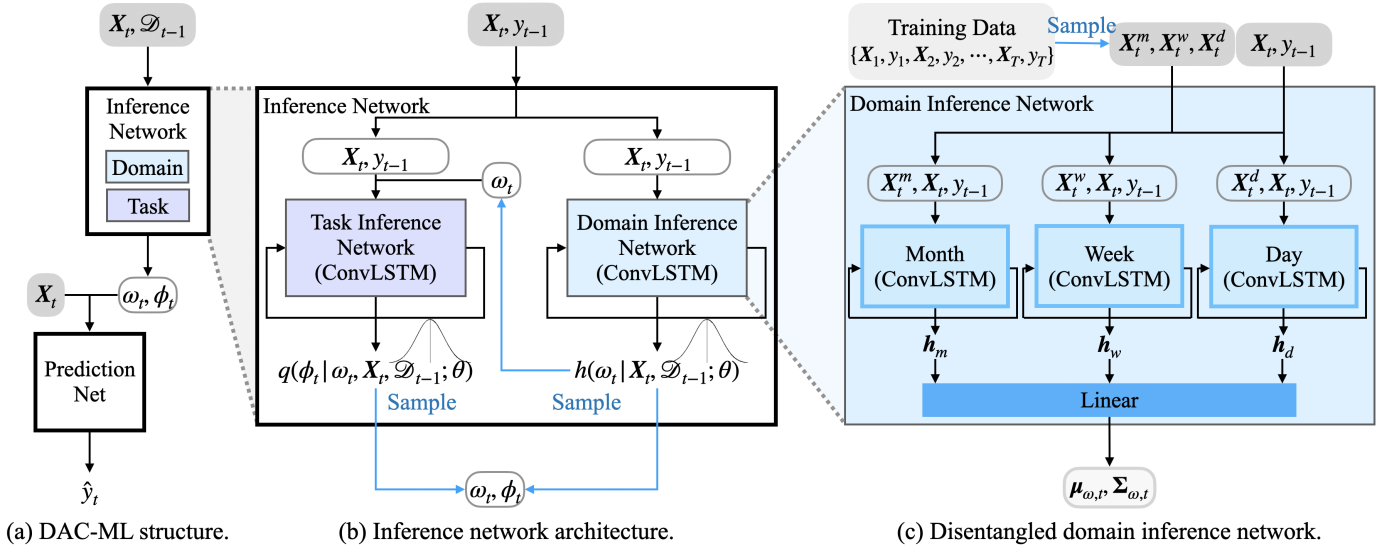 X_t, 𝒟_{t−1}
Inference
Network
Domain
Task
X_t
ω_t, ϕ_t
Prediction
Net
ŷ_t
(a) DAC-ML structure.
X_t, y_{t−1}
Inference Network
X_t, y_{t−1}
ω_t
X_t, y_{t−1}
Task Inference
Network
(ConvLSTM)
Domain Inference
Network
(ConvLSTM)
q(ϕ_t | ω_t, X_t, 𝒟_{t−1}; θ)
h(ω_t | X_t, 𝒟_{t−1}; θ)
Sample
Sample
ω_t, ϕ_t
(b) Inference network architecture.
Training Data
{X_1, y_1, X_2, y_2, ⋯, X_T, y_T}
Sample
X_t^m, X_t^w, X_t^d
X_t, y_{t−1}
Domain Inference Network
X_t^m, X_t, y_{t−1}
X_t^w, X_t, y_{t−1}
X_t^d, X_t, y_{t−1}
Month
(ConvLSTM)
Week
(ConvLSTM)
Day
(ConvLSTM)
h_m
h_w
h_d
Linear
μ_{ω,t}, Σ_{ω,t}
(c) Disentangled domain inference network.